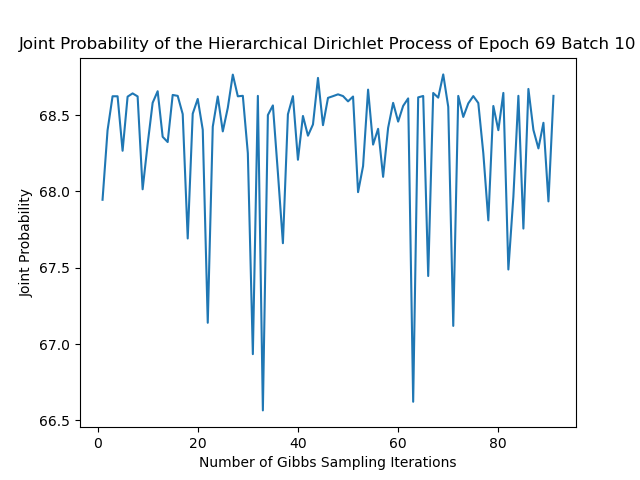 Joint Probability of the Hierarchical Dirichlet Process of Epoch 69 Batch 10
Joint Probability
68.5
68.0
67.5
67.0
66.5
0 20 40 60 80
Number of Gibbs Sampling Iterations